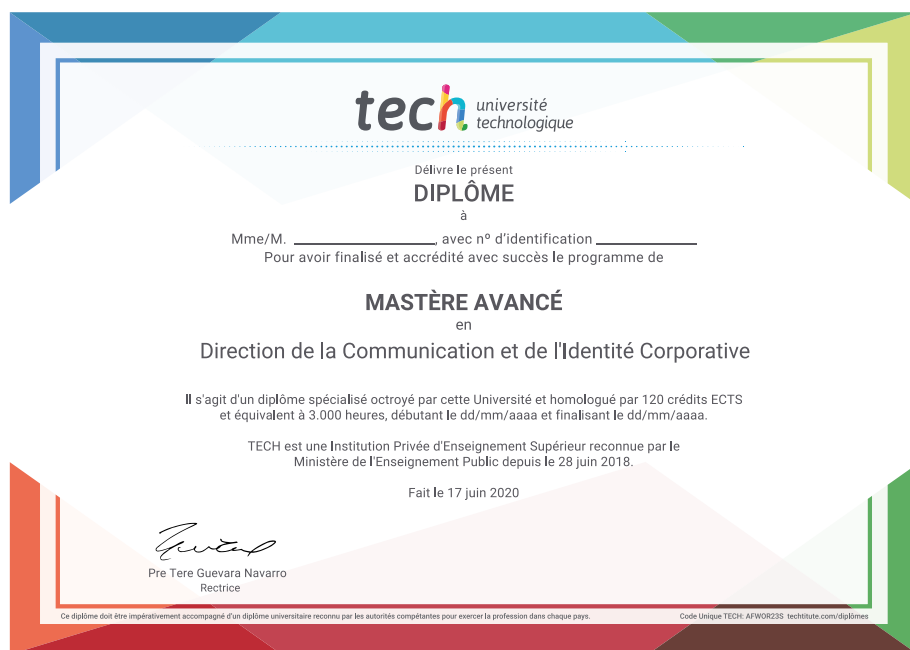 tech université
technologique
Délivre le présent
DIPLÔME
à
Mme/M. ____________________, avec nº d'identification ______________
Pour avoir finalisé et accrédité avec succès le programme de
MASTÈRE AVANCÉ
en
Direction de la Communication et de l'Identité Corporative
Il s'agit d'un diplôme spécialisé octroyé par cette Université et homologué par 120 crédits ECTS
et équivalent à 3.000 heures, débutant le dd/mm/aaaa et finalisant le dd/mm/aaaa.
TECH est une Institution Privée d'Enseignement Supérieur reconnue par le
Ministère de l'Enseignement Public depuis le 28 juin 2018.
Fait le 17 juin 2020
Pre Tere Guevara Navarro
Rectrice
Ce diplôme doit être impérativement accompagné d'un diplôme universitaire reconnu par les autorités compétentes pour exercer la profession dans chaque pays.
Code Unique TECH: AFWOR23S techtitute.com/diplômes